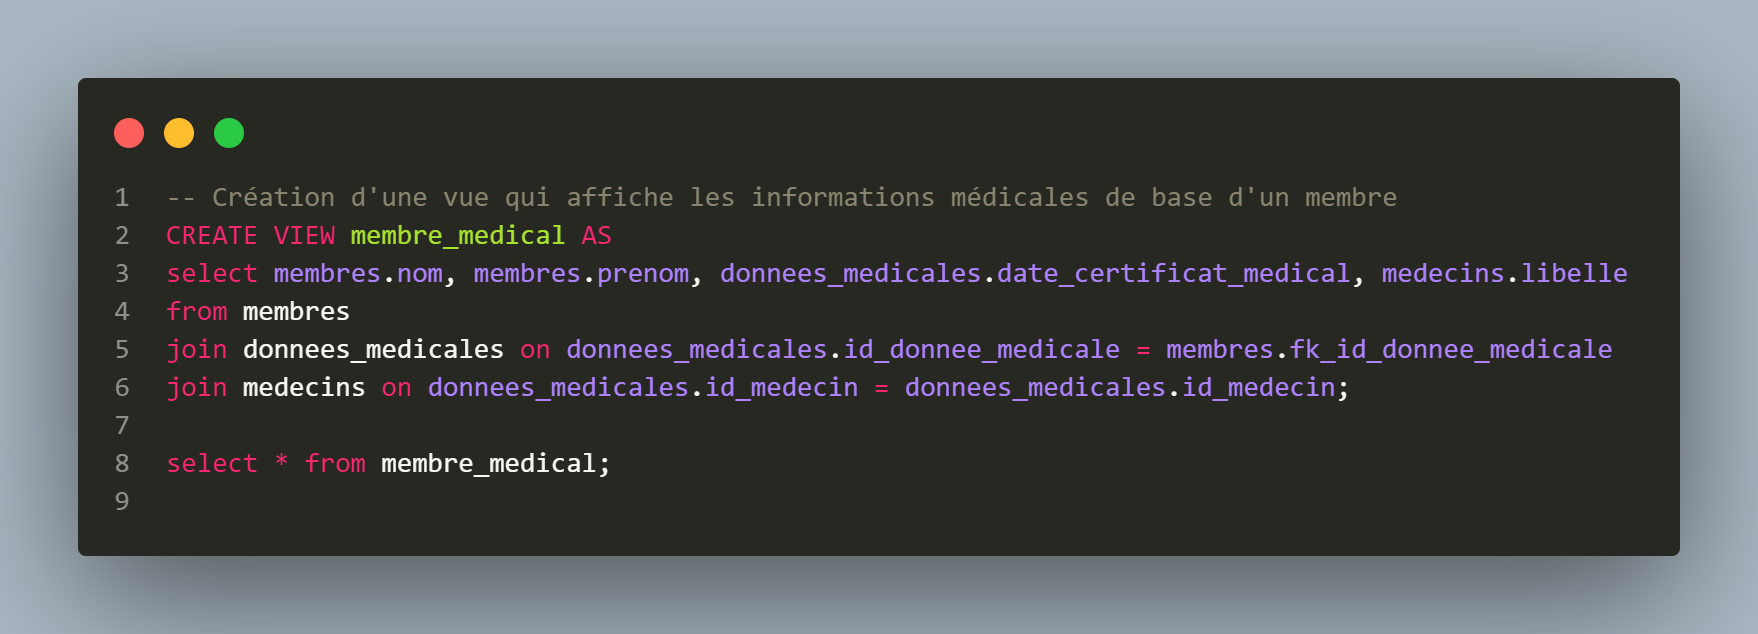 1 -- Création d'une vue qui affiche les informations médicales de base d'un membre
2 CREATE VIEW membre_medical AS
3 select membres.nom, membres.prenom, donnees_medicales.date_certificat_medical, medecins.libelle
4 from membres
5 join donnees_medicales on donnees_medicales.id_donnee_medicale = membres.fk_id_donnee_medicale
6 join medecins on donnees_medicales.id_medecin = donnees_medicales.id_medecin;
7
8 select * from membre_medical;
9